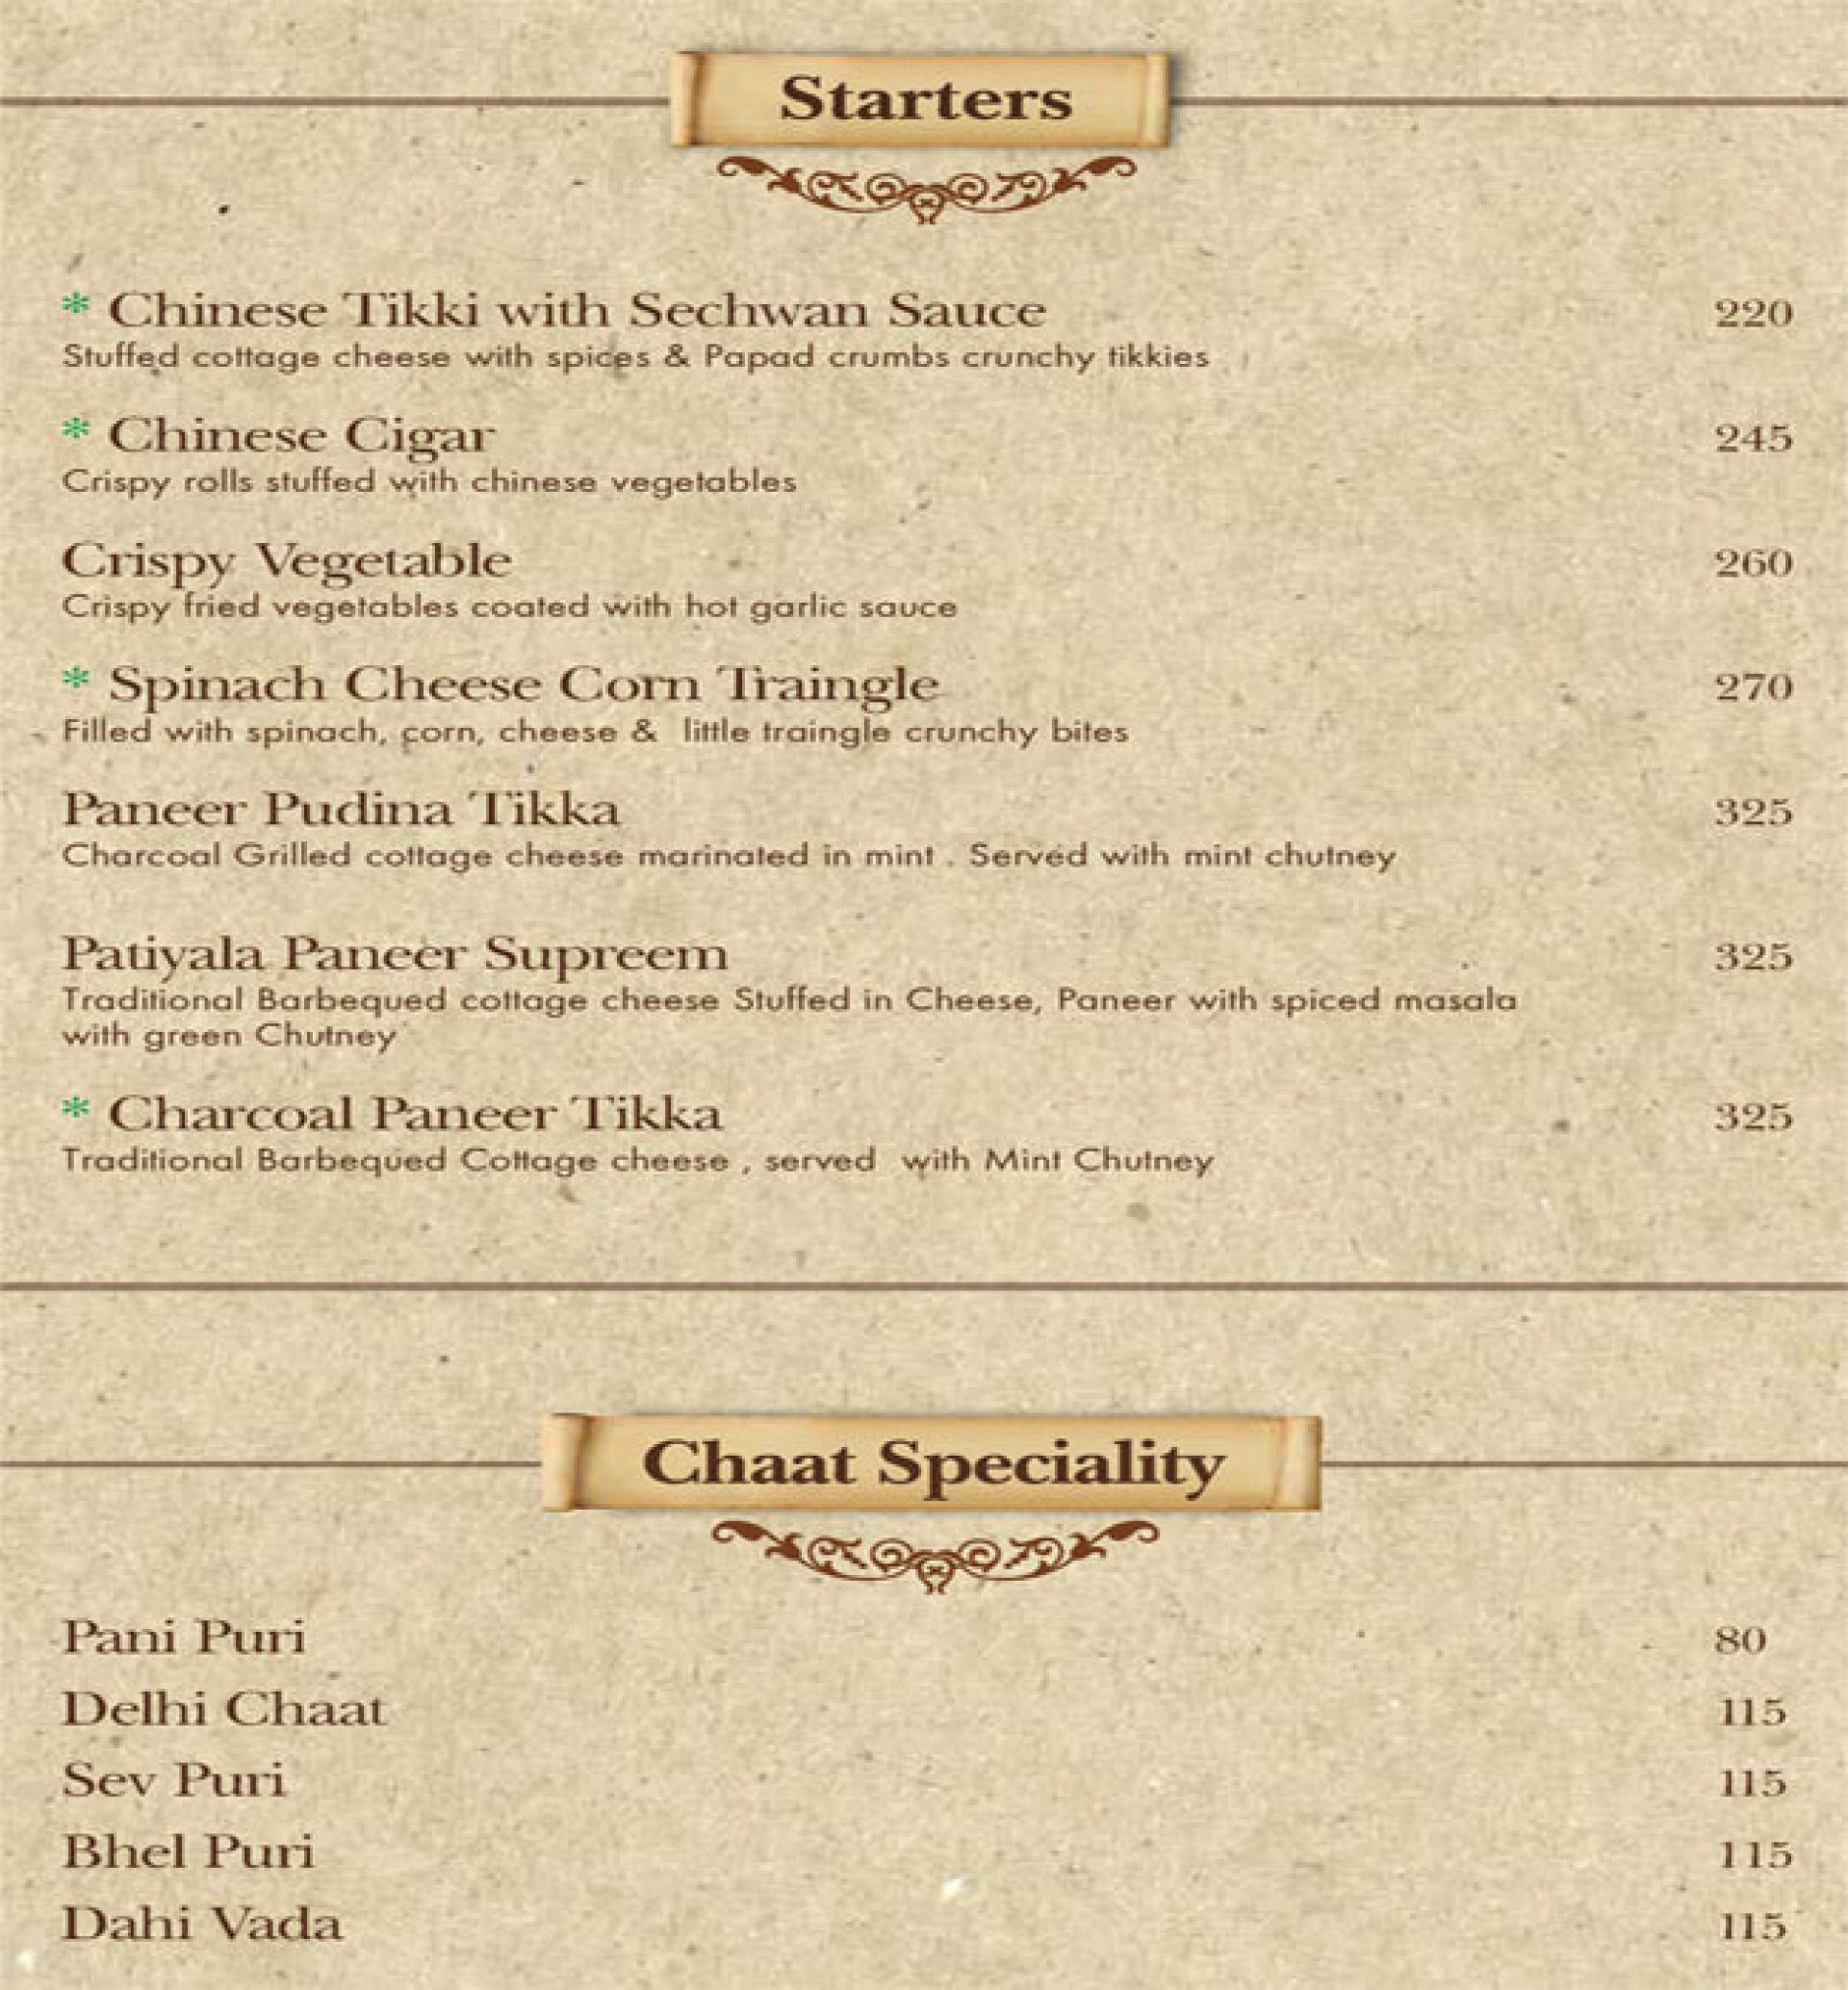 Starters
* Chinese Tikki with Sechwan Sauce 220
Stuffed cottage cheese with spices & Papad crumbs crunchy tikkies
* Chinese Cigar 245
Crispy rolls stuffed with chinese vegetables
Crispy Vegetable 260
Crispy fried vegetables coated with hot garlic sauce
* Spinach Cheese Corn Traingle 270
Filled with spinach, corn, cheese & little traingle crunchy bites
Paneer Pudina Tikka 325
Charcoal Grilled cottage cheese marinated in mint . Served with mint chutney
Patiyala Paneer Supreem 325
Traditional Barbequed cottage cheese Stuffed in Cheese, Paneer with spiced masala
with green Chutney
* Charcoal Paneer Tikka 325
Traditional Barbequed Cottage cheese , served with Mint Chutney
Chaat Speciality
Pani Puri 80
Delhi Chaat 115
Sev Puri 115
Bhel Puri 115
Dahi Vada 115